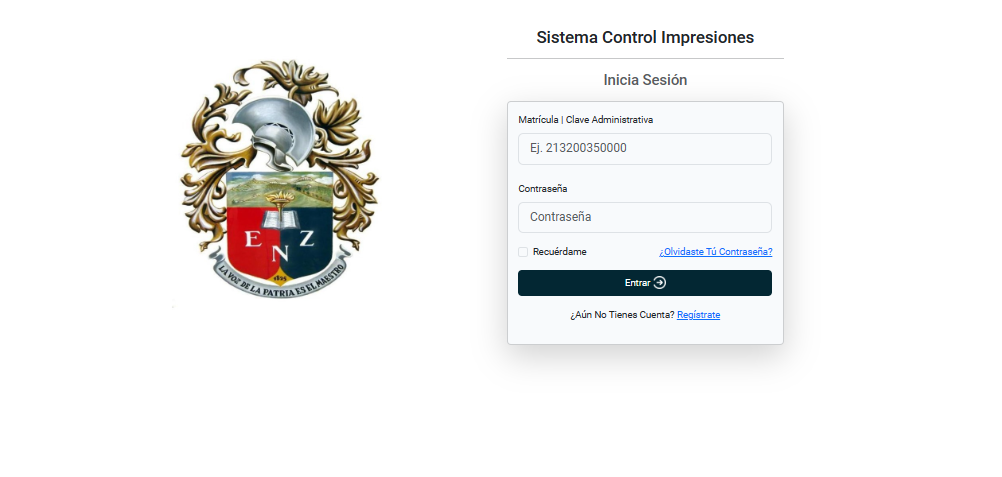 Sistema Control Impresiones
Inicia Sesión
Matrícula | Clave Administrativa
Ej. 213200350000
Contraseña
Contraseña
Recuérdame
¿Olvidaste Tú Contraseña?
Entrar
¿Aún No Tienes Cuenta? Regístrate
E N Z
1825
LA VOZ DE LA PATRIA ES EL MAESTRO